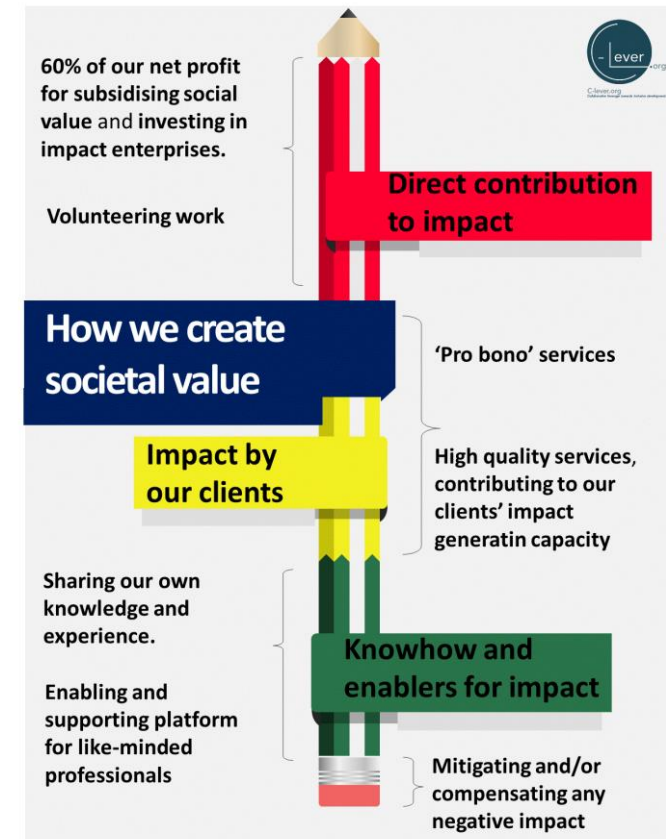 60% of our net profit
for subsidising social
value and investing in
impact enterprises.
Volunteering work
C
-Lever
.org
C-lever.org
Direct contribution
to impact
How we create
societal value
'Pro bono' services
Impact by
our clients
High quality services,
contributing to our
clients' impact
generatin capacity
Sharing our own
knowledge and
experience.
Enabling and
supporting platform
for like-minded
professionals
Knowhow and
enablers for impact
Mitigating and/or
compensating any
negative impact